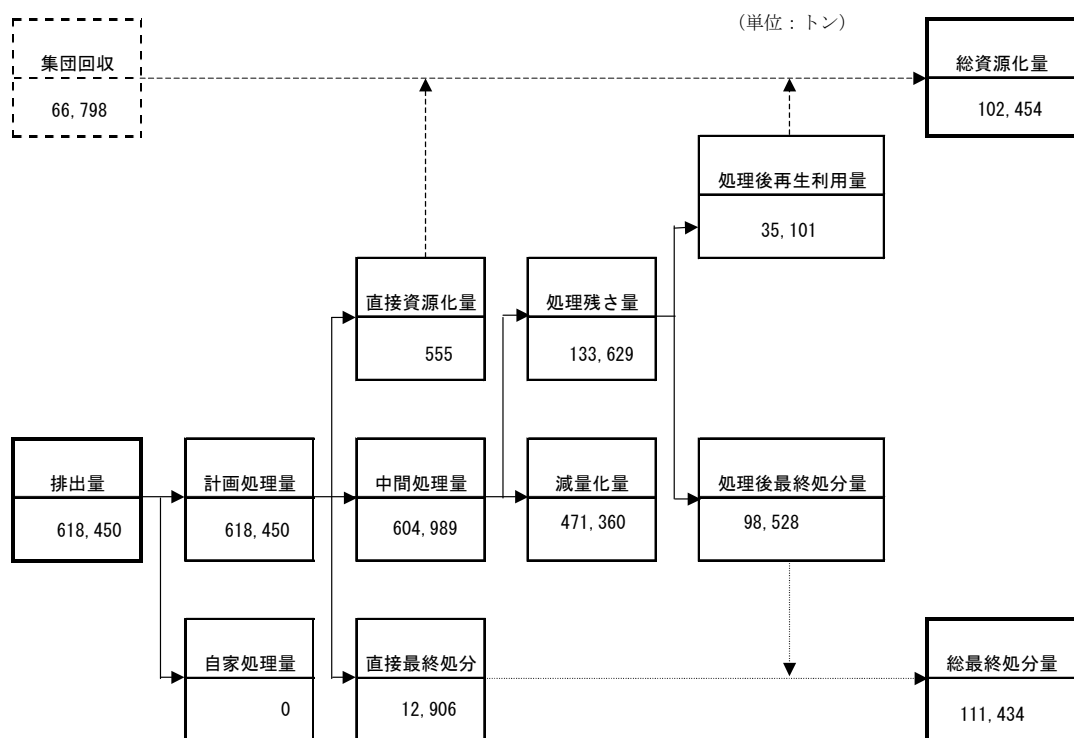 （単位：トン）
集団回収
66,798
総資源化量
102,454
処理後再生利用量
35,101
直接資源化量
555
処理残さ量
133,629
排出量
618,450
計画処理量
618,450
中間処理量
604,989
減量化量
471,360
処理後最終処分量
98,528
自家処理量
0
直接最終処分
12,906
総最終処分量
111,434